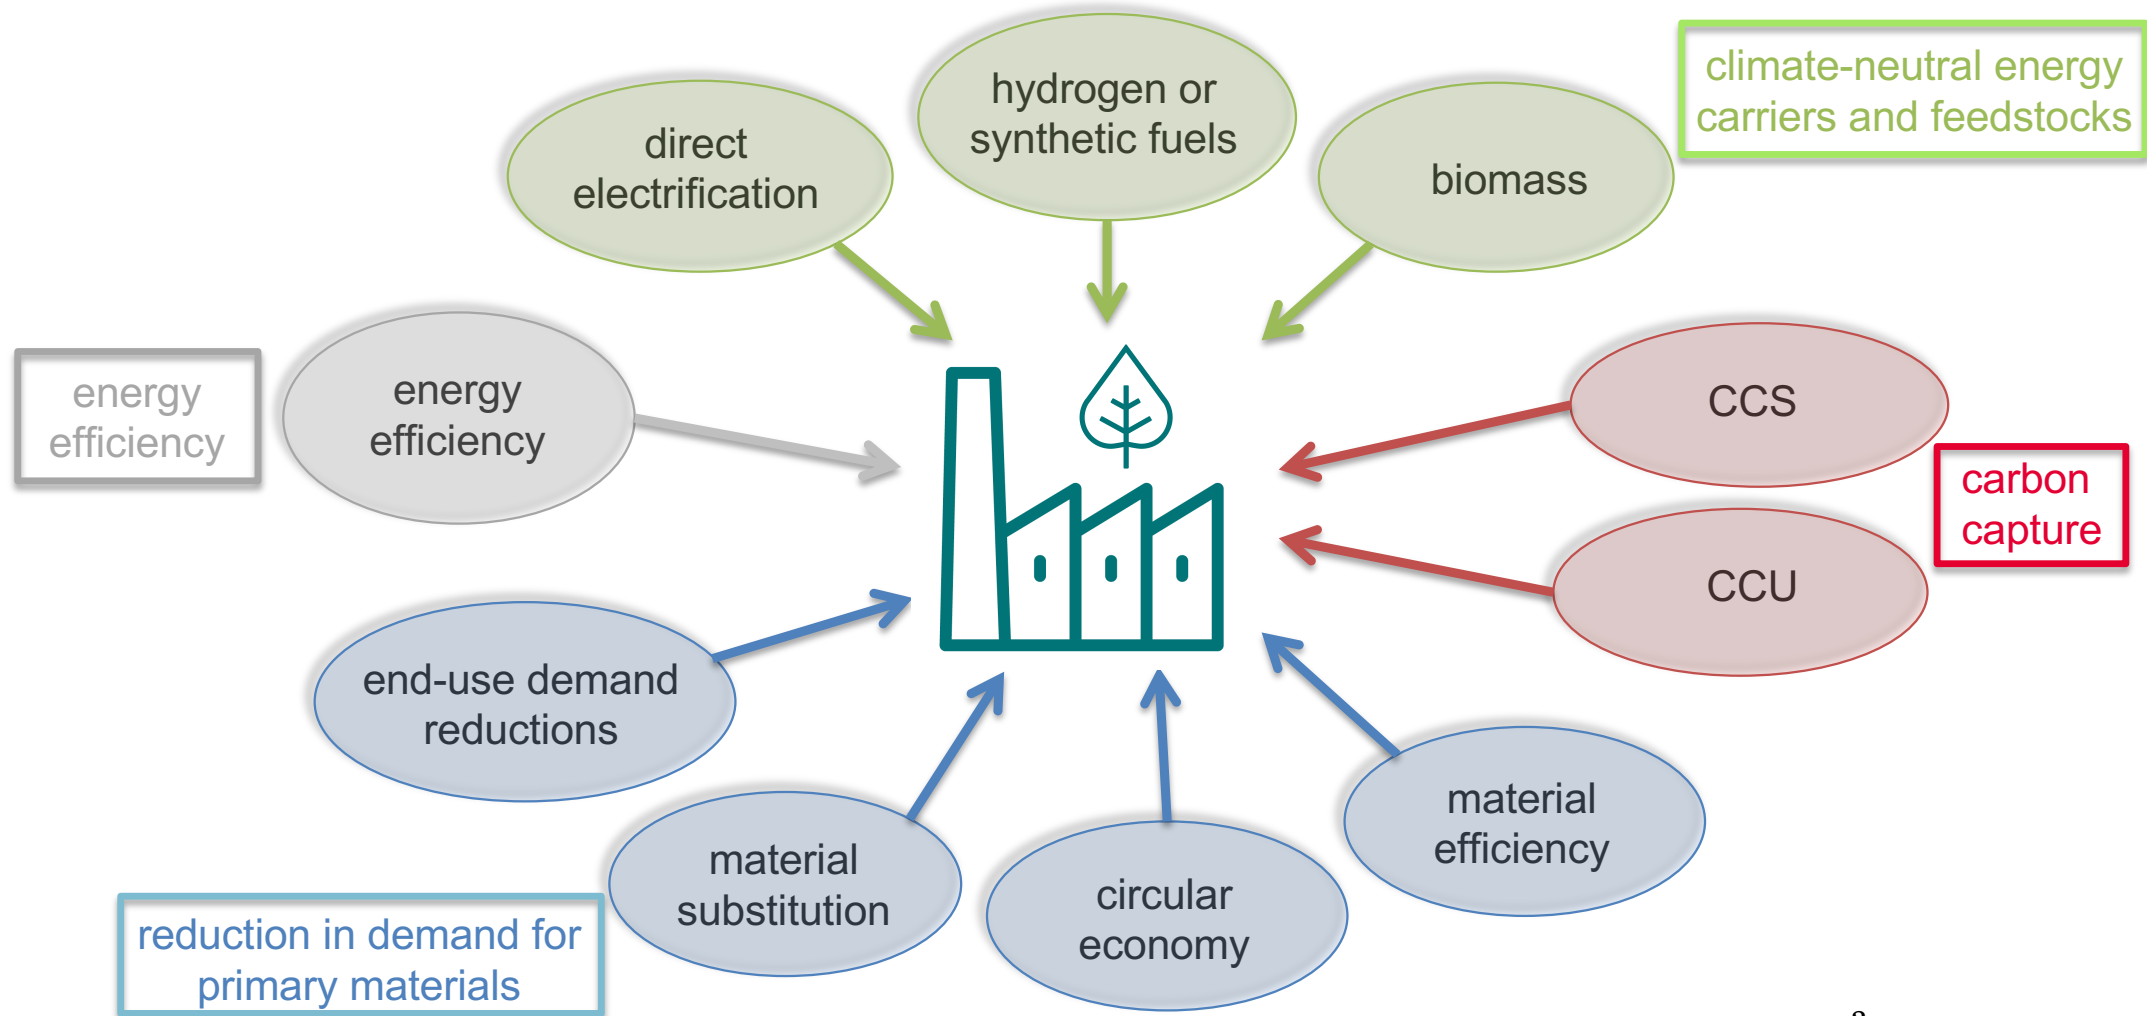 hydrogen or
synthetic fuels
climate-neutral energy
carriers and feedstocks
direct
electrification
biomass
energy
efficiency
energy
efficiency
CCS
carbon
capture
CCU
end-use demand
reductions
material
efficiency
material
substitution
circular
economy
reduction in demand for
primary materials